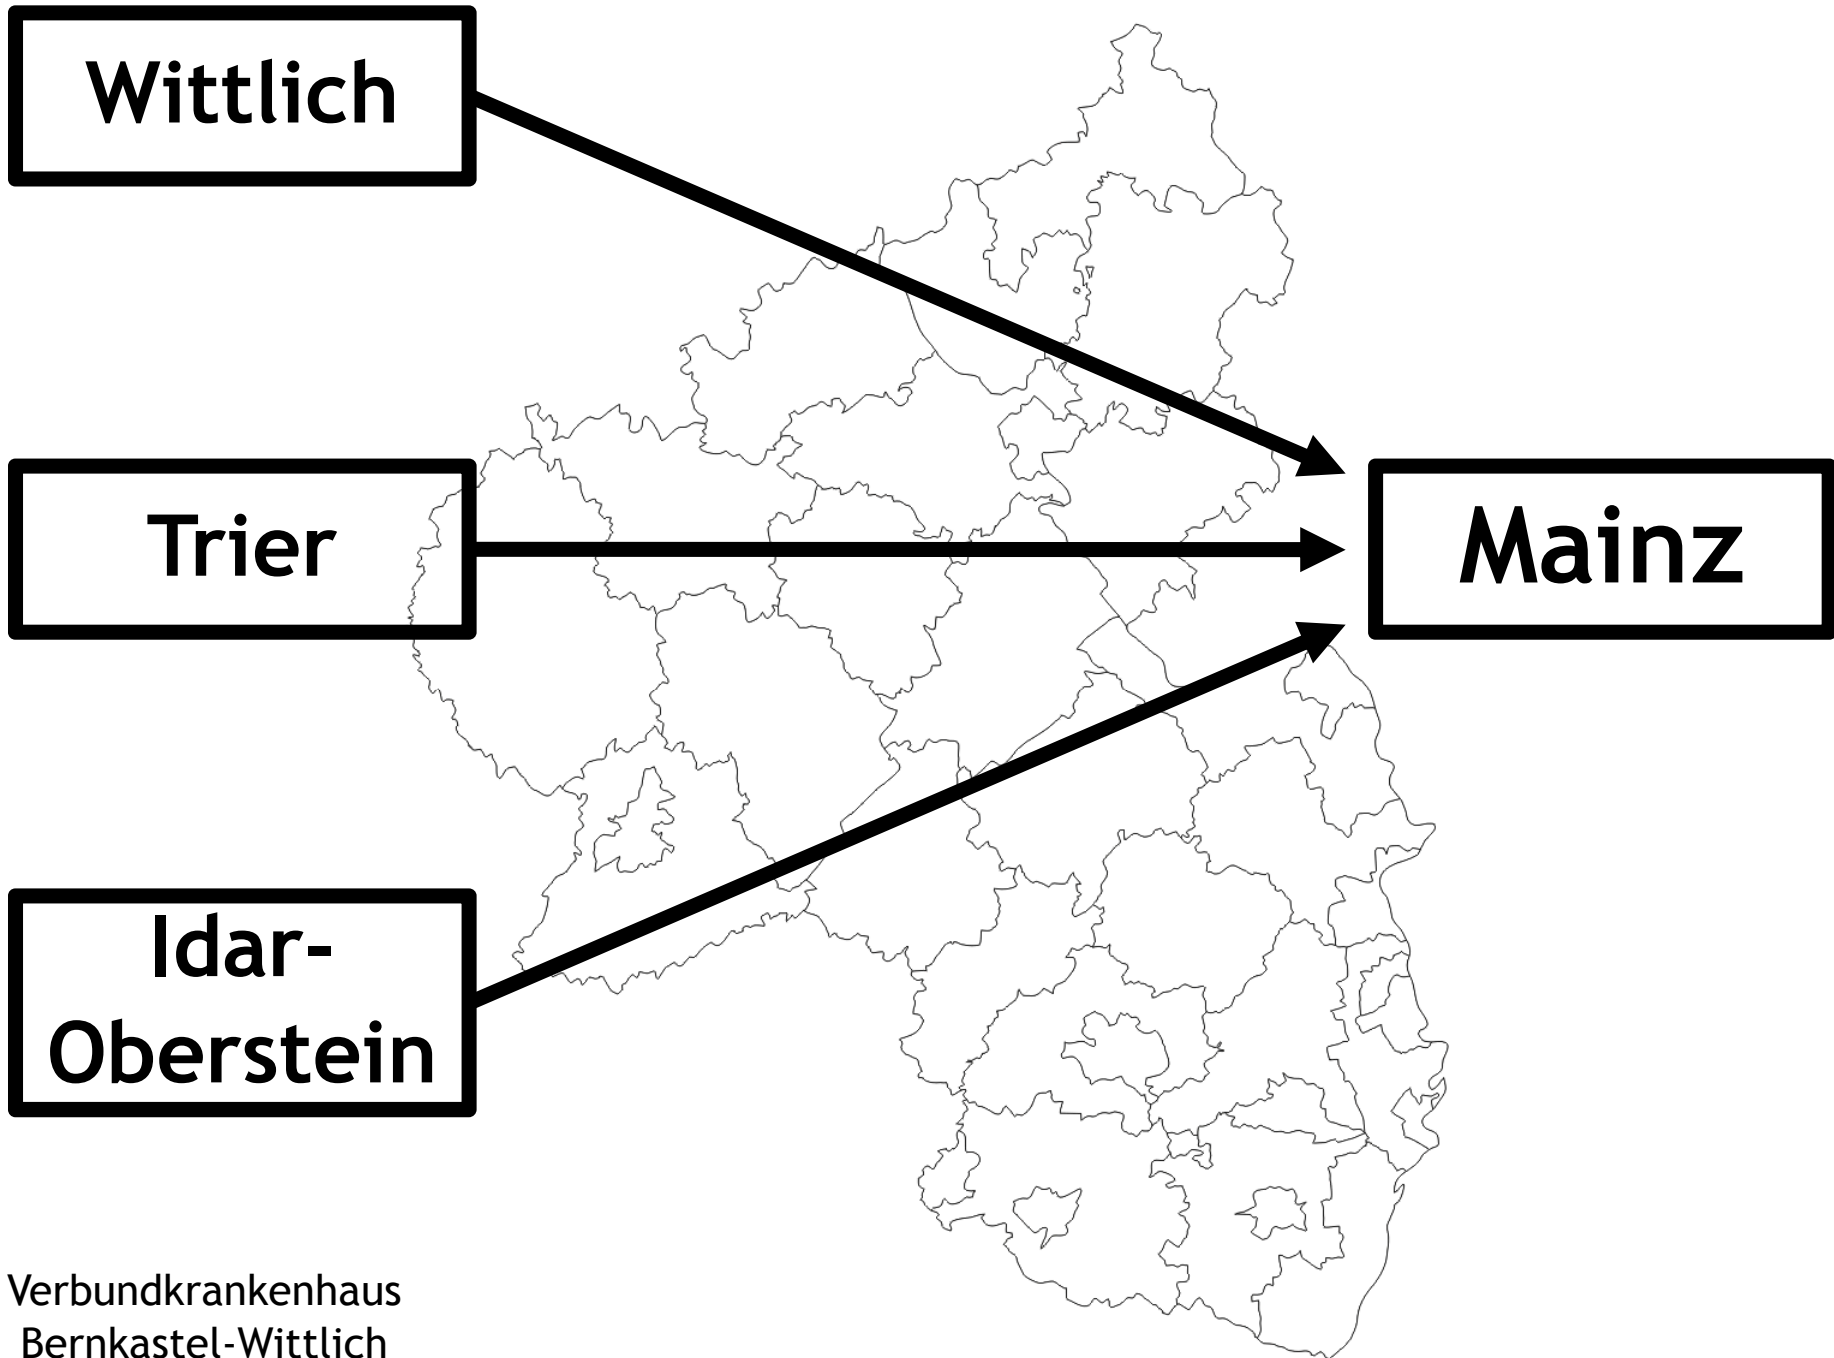 Wittlich
Trier
Mainz
Idar-
Oberstein
Verbundkrankenhaus
Bernkastel-Wittlich